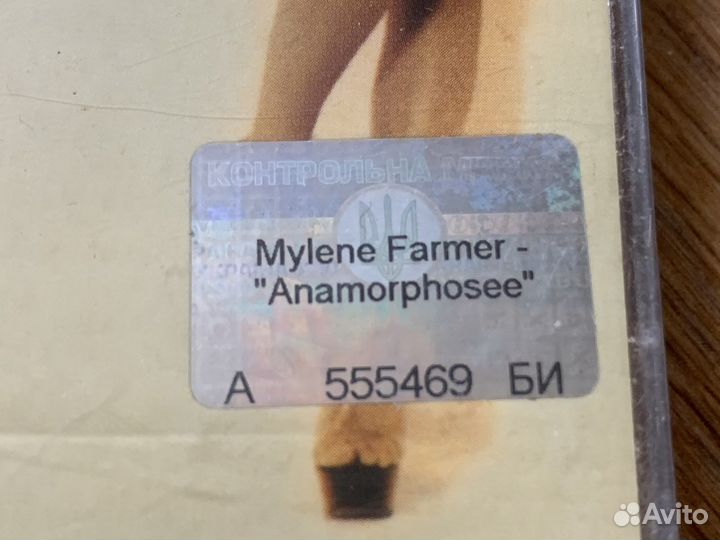 КОНТРОЛЬНА
Mylene Farmer -
"Anamorphosee"
А 555469 БИ
Avito